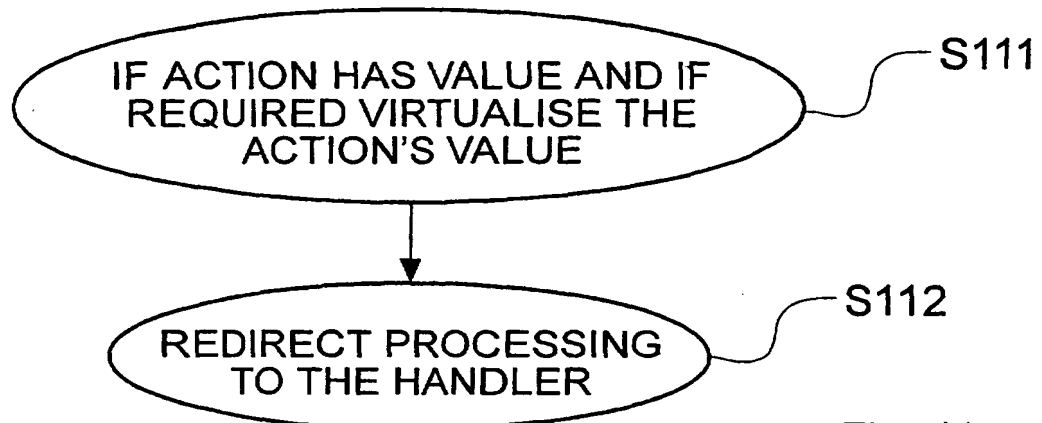 IF ACTION HAS VALUE AND IF
REQUIRED VIRTUALISE THE
ACTION'S VALUE
S111
REDIRECT PROCESSING
TO THE HANDLER
S112